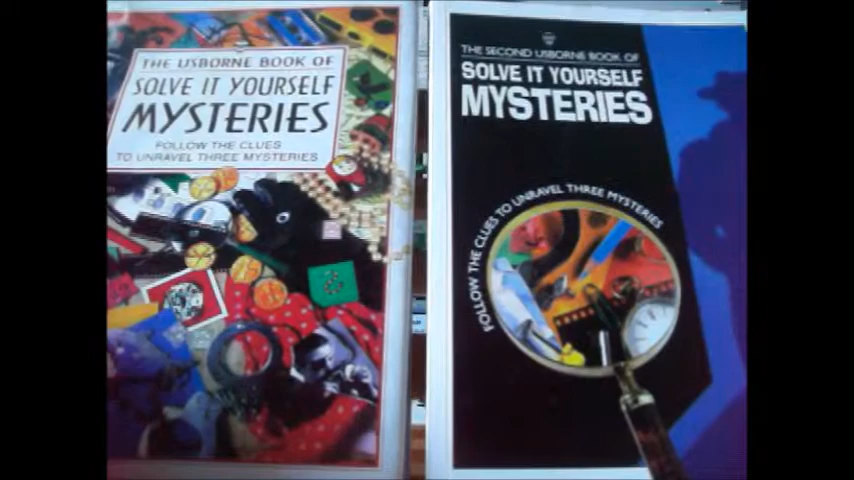 THE USBORNE BOOK OF
SOLVE IT YOURSELF
MYSTERIES
FOLLOW THE CLUES
TO UNRAVEL THREE MYSTERIES
THE SECOND USBORNE BOOK OF
SOLVE IT YOURSELF
MYSTERIES
FOLLOW THE CLUES TO UNRAVEL THREE MYSTERIES